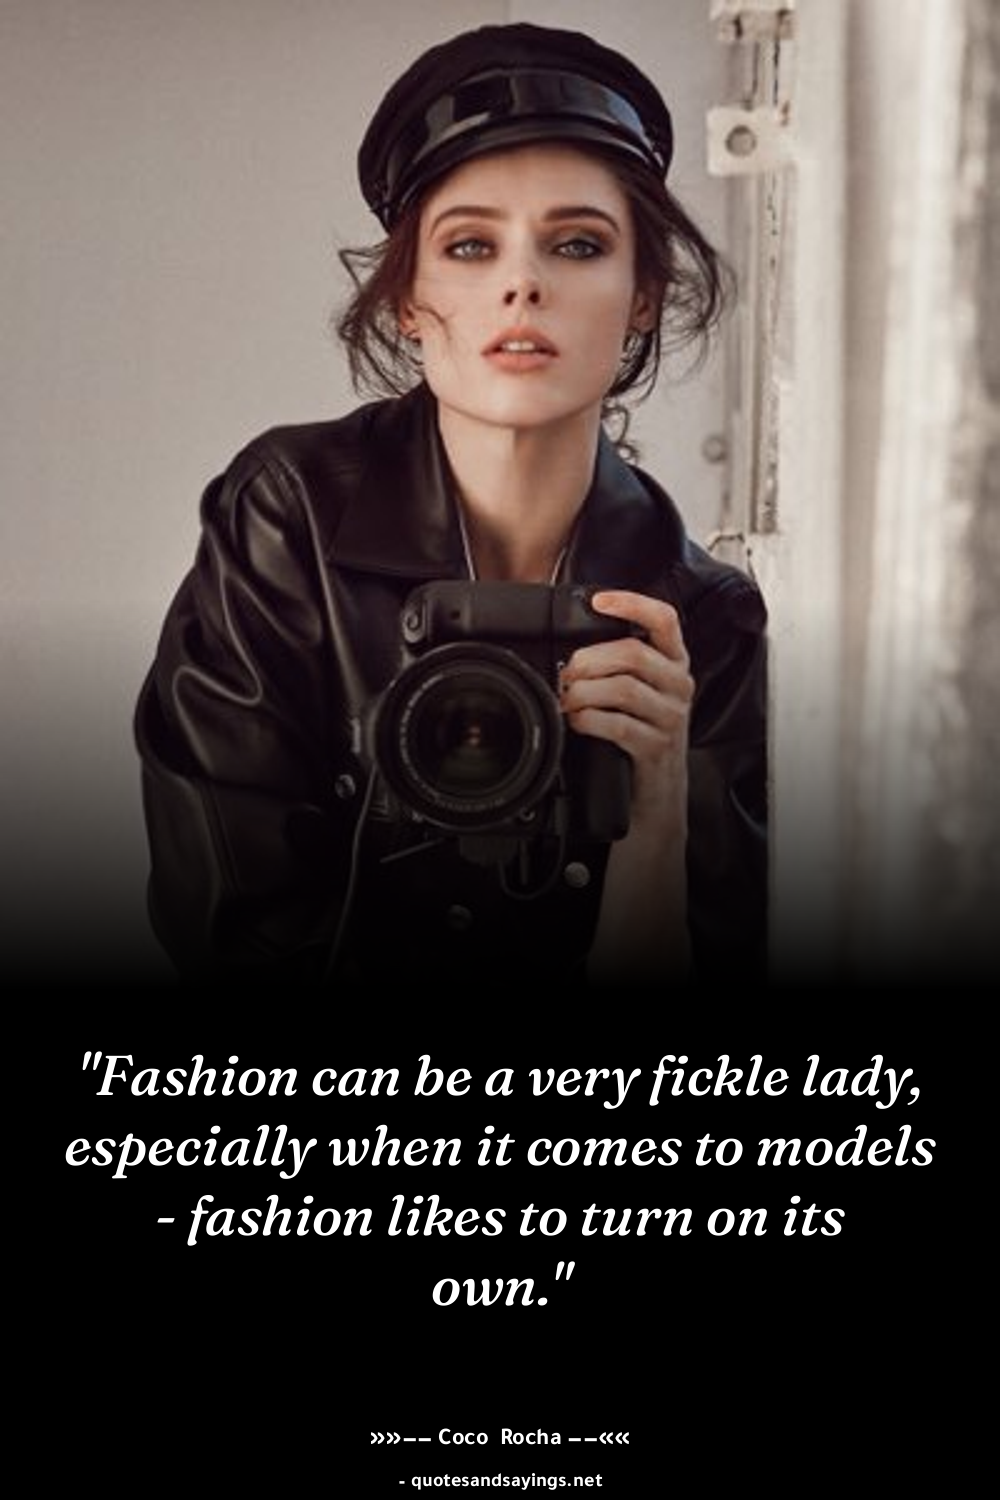 "Fashion can be a very fickle lady,
especially when it comes to models
- fashion likes to turn on its
own."
»»—— Coco Rocha ——««
- quotesandsayings.net